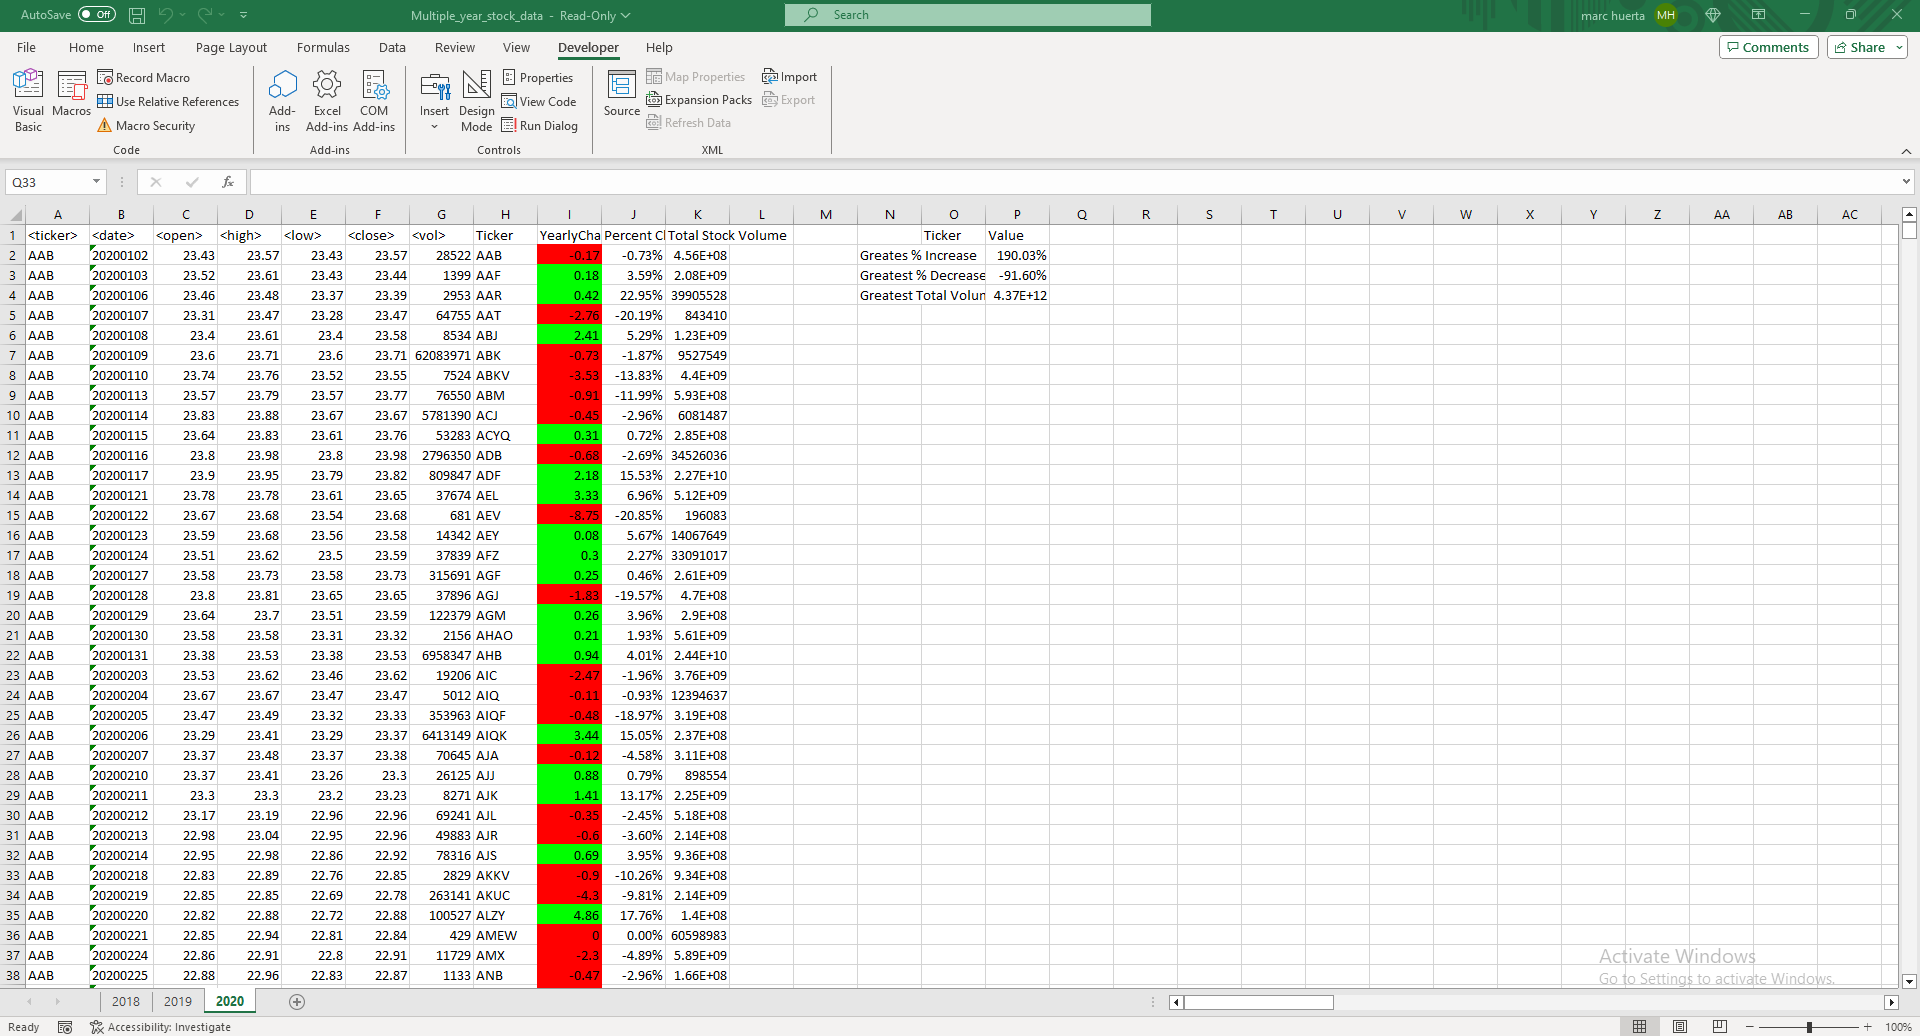 AutoSave Off Multiple_year_stock_data - Read-Only Search marc huerta MH
File Home Insert Page Layout Formulas Data Review View Developer Help Comments Share
Visual Basic
Macros
Record Macro
Use Relative References
Macro Security
Code
Add-ins
Excel Add-ins
COM Add-ins
Add-ins
Insert
Design Mode
Properties
View Code
Run Dialog
Controls
Source
Map Properties
Expansion Packs
Refresh Data
Import
Export
XML
Q33 fx
A B C D E F G H I J K L M N O P Q R S T U V W X Y Z AA AB AC
1 <ticker> <date> <open> <high> <low> <close> <vol> Ticker YearlyCha Percent Cl Total Stock Volume Ticker Value
2 AAB 20200102 23.43 23.57 23.43 23.57 28522 AAB -0.17 -0.73% 4.56E+08 Greates % Increase 190.03%
3 AAB 20200103 23.52 23.61 23.43 23.44 1399 AAF 0.18 3.59% 2.08E+09 Greatest % Decrease -91.60%
4 AAB 20200106 23.46 23.48 23.37 23.39 2953 AAR 0.42 22.95% 39905528 Greatest Total Volun 4.37E+12
5 AAB 20200107 23.31 23.47 23.28 23.47 64755 AAT -2.76 -20.19% 843410
6 AAB 20200108 23.4 23.61 23.4 23.58 8534 ABJ 2.41 5.29% 1.23E+09
7 AAB 20200109 23.6 23.71 23.6 23.71 62083971 ABK -0.73 -1.87% 9527549
8 AAB 20200110 23.74 23.76 23.52 23.55 7524 ABKV -3.53 -13.83% 4.4E+09
9 AAB 20200113 23.57 23.79 23.57 23.77 76550 ABM -0.91 -11.99% 5.93E+08
10 AAB 20200114 23.83 23.88 23.67 23.67 5781390 ACJ -0.45 -2.96% 6081487
11 AAB 20200115 23.64 23.83 23.61 23.76 53283 ACYQ 0.31 0.72% 2.85E+08
12 AAB 20200116 23.8 23.98 23.8 23.98 2796350 ADB -0.68 -2.69% 34526036
13 AAB 20200117 23.9 23.95 23.79 23.82 809847 ADF 2.18 15.53% 2.27E+10
14 AAB 20200121 23.78 23.78 23.61 23.65 37674 AEL 3.33 6.96% 5.12E+09
15 AAB 20200122 23.67 23.68 23.54 23.68 681 AEV -8.75 -20.85% 196083
16 AAB 20200123 23.59 23.68 23.56 23.58 14342 AEY 0.08 5.67% 14067649
17 AAB 20200124 23.51 23.62 23.5 23.59 37839 AFZ 0.3 2.27% 33091017
18 AAB 20200127 23.58 23.73 23.58 23.73 315691 AGF 0.25 0.46% 2.61E+09
19 AAB 20200128 23.8 23.81 23.65 23.65 37896 AGJ -1.83 -19.57% 4.7E+08
20 AAB 20200129 23.64 23.7 23.51 23.59 122379 AGM 0.26 3.96% 2.9E+08
21 AAB 20200130 23.58 23.58 23.31 23.32 2156 AHAO 0.21 1.93% 5.61E+09
22 AAB 20200131 23.38 23.53 23.38 23.53 6958347 AHB 0.94 4.01% 2.44E+10
23 AAB 20200203 23.53 23.62 23.46 23.62 19206 AIC -2.47 -1.96% 3.76E+09
24 AAB 20200204 23.67 23.67 23.47 23.47 5012 AIQ -0.11 -0.93% 12394637
25 AAB 20200205 23.47 23.49 23.32 23.33 353963 AIQF -0.48 -18.97% 3.19E+08
26 AAB 20200206 23.29 23.41 23.29 23.37 6413149 AIQK 3.44 15.05% 2.37E+08
27 AAB 20200207 23.37 23.48 23.37 23.38 70645 AJA -0.12 -4.58% 3.11E+08
28 AAB 20200210 23.37 23.41 23.26 23.3 26125 AJJ 0.88 0.79% 898554
29 AAB 20200211 23.3 23.3 23.2 23.23 8271 AJK 1.41 13.17% 2.25E+09
30 AAB 20200212 23.17 23.19 22.96 22.96 69241 AJL -0.35 -2.45% 5.18E+08
31 AAB 20200213 22.98 23.04 22.95 22.96 49883 AJR -0.6 -3.60% 2.14E+08
32 AAB 20200214 22.95 22.98 22.86 22.92 78316 AJS 0.69 3.95% 9.36E+08
33 AAB 20200218 22.83 22.89 22.76 22.85 2829 AKKV -0.9 -10.26% 9.34E+08
34 AAB 20200219 22.85 22.85 22.69 22.78 263141 AKUC -4.3 -9.81% 2.14E+09
35 AAB 20200220 22.82 22.88 22.72 22.88 100527 ALZY 4.86 17.76% 1.4E+08
36 AAB 20200221 22.85 22.94 22.81 22.84 429 AMEW 0 0.00% 60598983
37 AAB 20200224 22.86 22.91 22.8 22.91 11729 AMX -2.3 -4.89% 5.89E+09
38 AAB 20200225 22.88 22.96 22.83 22.87 1133 ANB -0.47 -2.96% 1.66E+08
Activate Windows
Go to Settings to activate Windows.
2018 2019 2020
Ready Accessibility: Investigate 100%